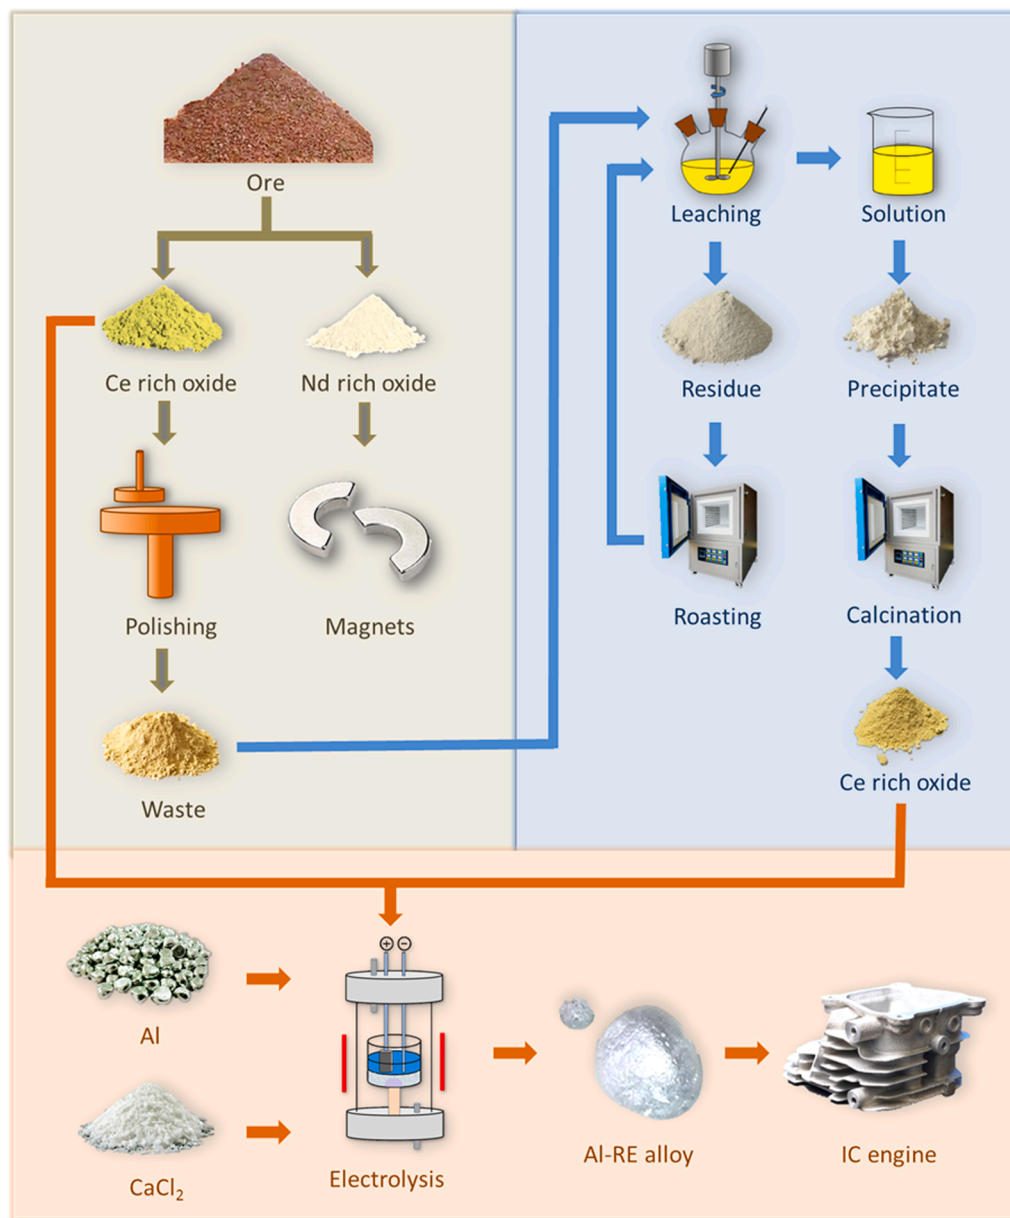 Ore
Ce rich oxide
Nd rich oxide
Polishing
Magnets
Waste
Leaching
Solution
Residue
Precipitate
Roasting
Calcination
Ce rich oxide
Al
CaCl₂
+ −
Electrolysis
Al-RE alloy
IC engine